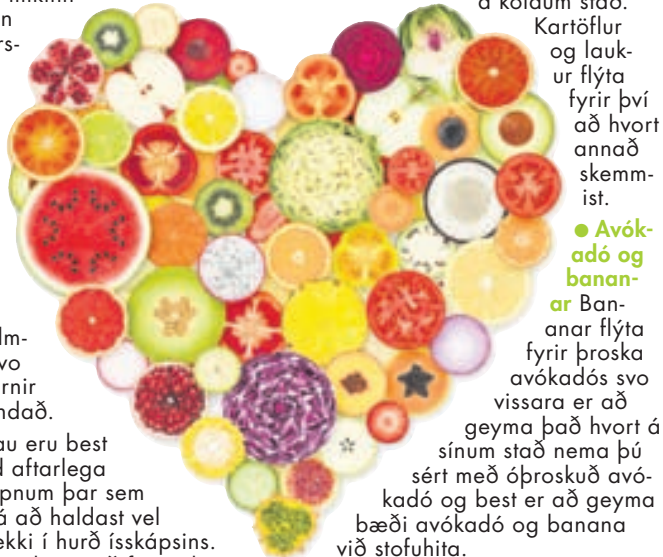 n
rs-
lm-
vo
rnir
ndað.
au eru best
d aftarlega
pnum þar sem
á að haldast vel
ekki í hurð ísskápsins.
á köldum stað.
Kartöflur
og lauk-
ur flýta
fyrir því
að hvort
annað
skemm-
ist.
● Avók-
adó og
banan-
ar Ban-
anar flýta
fyrir þroska
avókadós svo
vissara er að
geyma það hvort á
sínum stað nema þú
sért með óþroskuð avó-
kadó og best er að geyma
bæði avókadó og banana
við stofuhita.